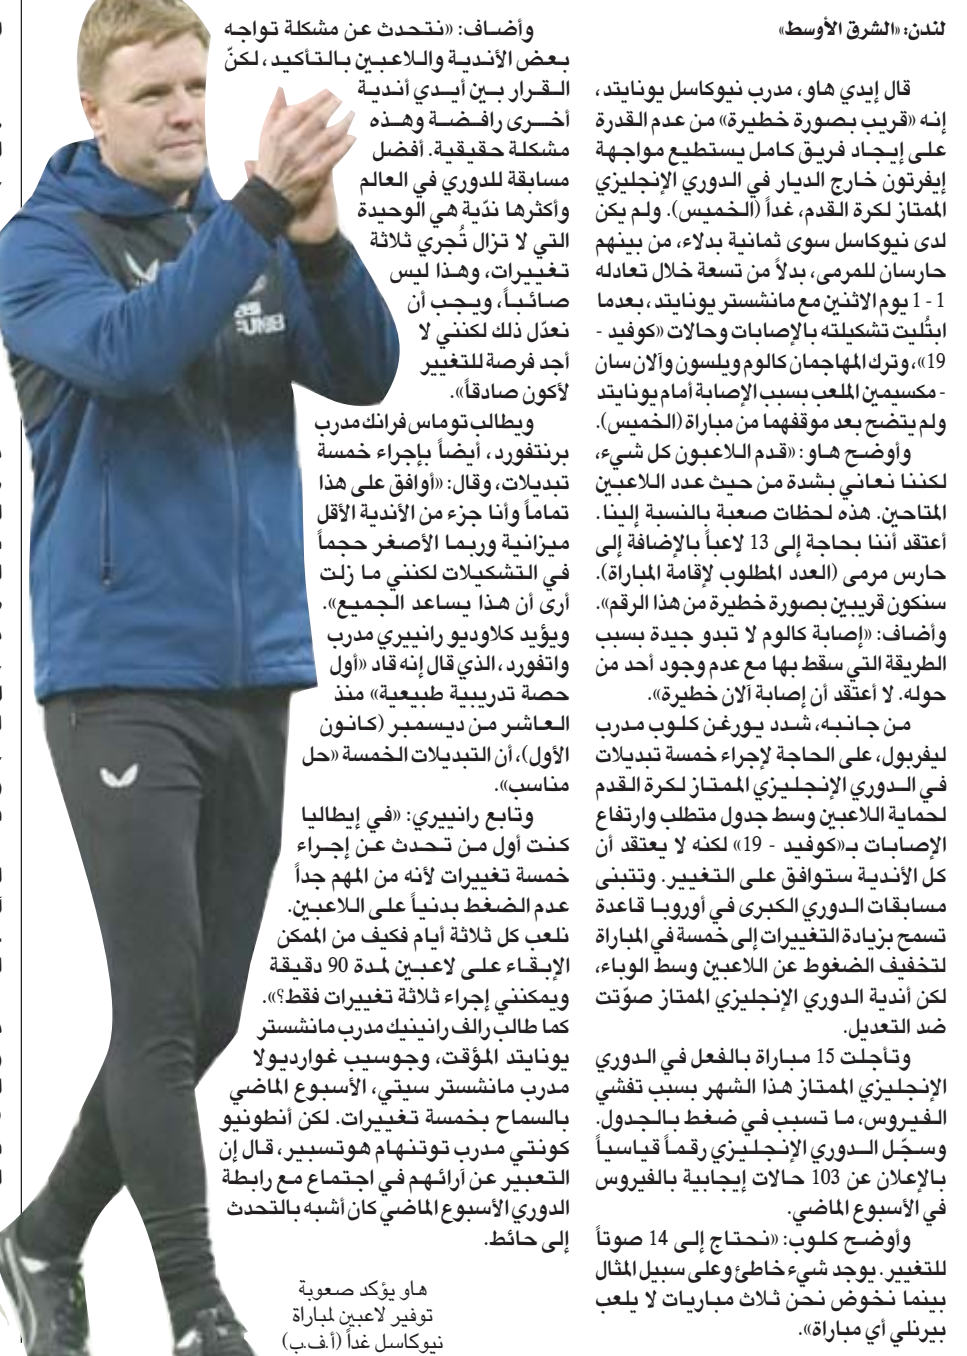 لندن: «الشرق الأوسط»
قال إيدي هاو، مدرب نيوكاسل يونايتد،
إنه «قريب بصورة خطيرة» من عدم القدرة
على إيجاد فريق كامل يستطيع مواجهة
إيفرتون خارج الديار في الدوري الإنجليزي
الممتاز لكرة القدم، غداً (الخميس). ولم يكن
لدى نيوكاسل سوى ثمانية بدلاء، من بينهم
حارسان للمرمى، بدلاً من تسعة خلال تعادله
1 - 1 يوم الاثنين مع مانشستر يونايتد، بعدما
ابتُليت تشكيلته بالإصابات وحالات «كوفيد -
19»، وترك المهاجمان كالوم ويلسون وآلان سان
- مكسيمين الملعب بسبب الإصابة أمام يونايتد
ولم يتضح بعد موقفهما من مباراة (الخميس).
وأوضح هاو: «قدم اللاعبون كل شيء،
لكننا نعاني بشدة من حيث عدد اللاعبين
المتاحين. هذه لحظات صعبة بالنسبة إلينا.
أعتقد أننا بحاجة إلى 13 لاعباً بالإضافة إلى
حارس مرمى (العدد المطلوب لإقامة المباراة).
سنكون قريبين بصورة خطيرة من هذا الرقم».
وأضاف: «إصابة كالوم لا تبدو جيدة بسبب
الطريقة التي سقط بها مع عدم وجود أحد من
حوله. لا أعتقد أن إصابة آلان خطيرة».
من جانبه، شدد يورغن كلوب مدرب
ليفربول، على الحاجة لإجراء خمسة تبديلات
في الدوري الإنجليزي الممتاز لكرة القدم
لحماية اللاعبين وسط جدول متطلب وارتفاع
الإصابات بـ«كوفيد - 19» لكنه لا يعتقد أن
كل الأندية ستوافق على التغيير. وتتبنى
مسابقات الدوري الكبرى في أوروبا قاعدة
تسمح بزيادة التغييرات إلى خمسة في المباراة
لتخفيف الضغوط عن اللاعبين وسط الوباء،
لكن أندية الدوري الإنجليزي الممتاز صوّتت
ضد التعديل.
وتأجلت 15 مباراة بالفعل في الدوري
الإنجليزي الممتاز هذا الشهر بسبب تفشي
الفيروس، ما تسبب في ضغط بالجدول.
وسجّل الدوري الإنجليزي رقماً قياسياً
بالإعلان عن 103 حالات إيجابية بالفيروس
في الأسبوع الماضي.
وأوضح كلوب: «نحتاج إلى 14 صوتاً
للتغيير. يوجد شيء خاطئ وعلى سبيل المثال
بينما نخوض نحن ثلاث مباريات لا يلعب
بيرنلي أي مباراة».
وأضاف: «نتحدث عن مشكلة تواجه
بعض الأندية واللاعبين بالتأكيد، لكنّ
القرار بين أيدي أندية
أخرى رافضة وهذه
مشكلة حقيقية. أفضل
مسابقة للدوري في العالم
وأكثرها ندّية هي الوحيدة
التي لا تزال تُجري ثلاثة
تغييرات، وهذا ليس
صائباً، ويجب أن
نعدّل ذلك لكنني لا
أجد فرصة للتغيير
لأكون صادقاً».
ويطالب توماس فرانك مدرب
برنتفورد، أيضاً بإجراء خمسة
تبديلات، وقال: «أوافق على هذا
تماماً وأنا جزء من الأندية الأقل
ميزانية وربما الأصغر حجماً
في التشكيلات لكنني ما زلت
أرى أن هذا يساعد الجميع».
ويؤيد كلاوديو رانييري مدرب
واتفورد، الذي قال إنه قاد «أول
حصة تدريبية طبيعية» منذ
العاشر من ديسمبر (كانون
الأول)، أن التبديلات الخمسة «حل
مناسب».
وتابع رانييري: «في إيطاليا
كنت أول من تحدث عن إجراء
خمسة تغييرات لأنه من المهم جداً
عدم الضغط بدنياً على اللاعبين.
نلعب كل ثلاثة أيام فكيف من الممكن
الإبقاء على لاعبين لمدة 90 دقيقة
ويمكنني إجراء ثلاثة تغييرات فقط؟».
كما طالب رالف رانينيك مدرب مانشستر
يونايتد المؤقت، وجوسيب غوارديولا
مدرب مانشستر سيتي، الأسبوع الماضي
بالسماح بخمسة تغييرات. لكن أنطونيو
كونتي مدرب توتنهام هوتسبير، قال إن
التعبير عن آرائهم في اجتماع مع رابطة
الدوري الأسبوع الماضي كان أشبه بالتحدث
إلى حائط.
هاو يؤكد صعوبة
توفير لاعبين لمباراة
نيوكاسل غداً (أ.ف.ب)